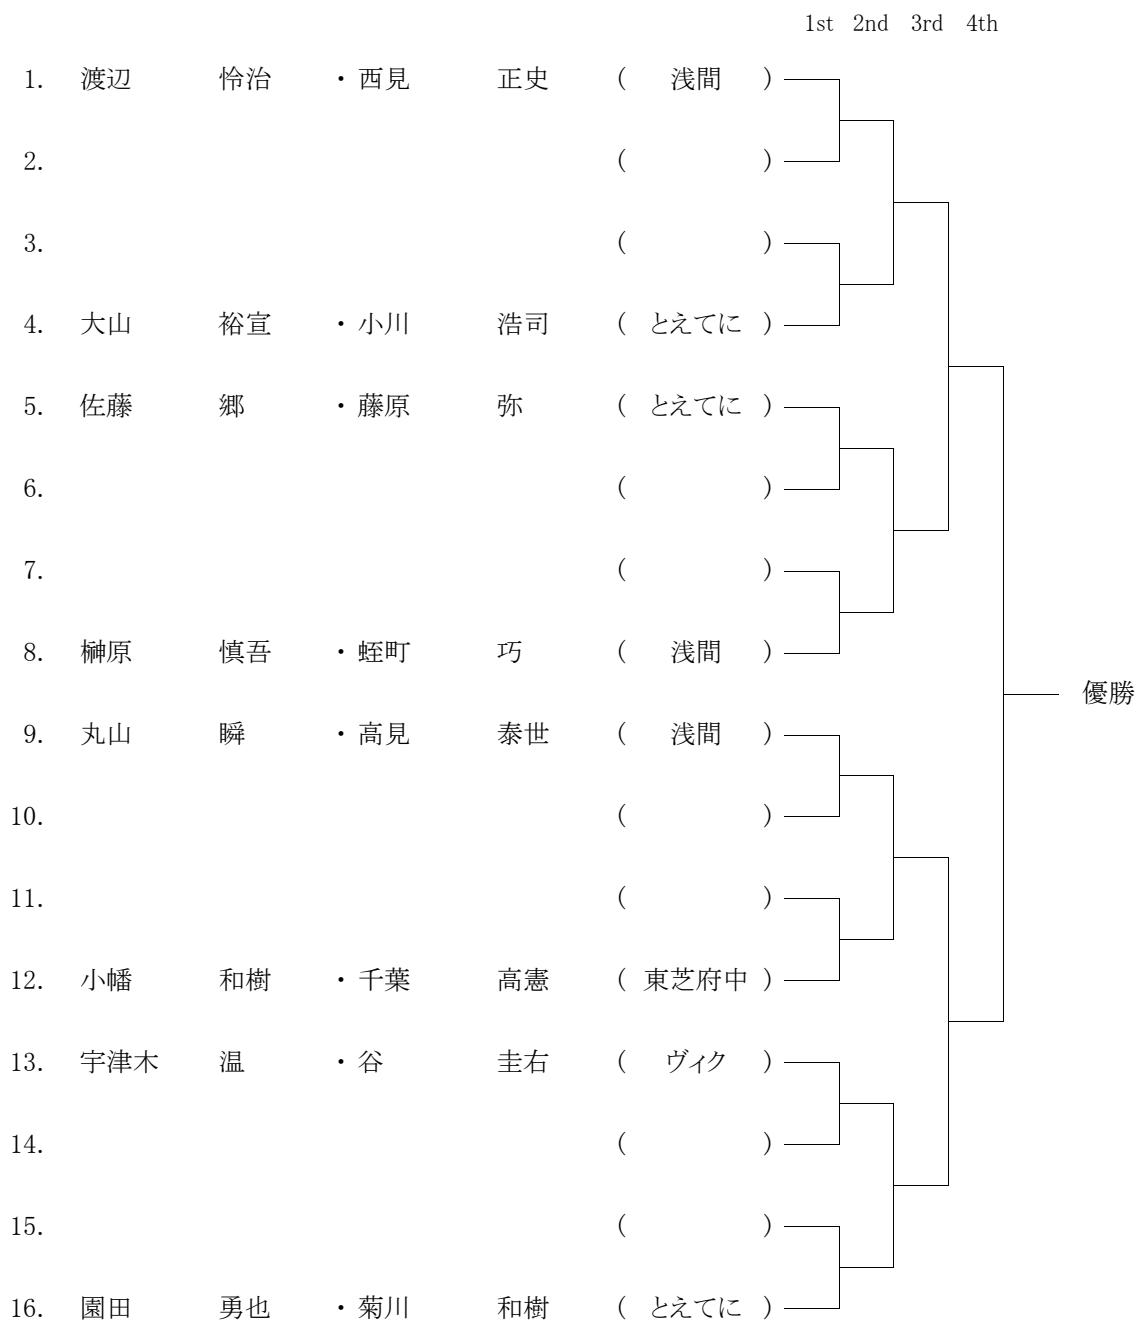 1st 2nd 3rd 4th
1. 渡辺 怜治 ・西見 正史 ( 浅間 )
2. ( )
3. ( )
4. 大山 裕宣 ・小川 浩司 ( とえてに )
5. 佐藤 郷 ・藤原 弥 ( とえてに )
6. ( )
7. ( )
8. 榊原 慎吾 ・蛭町 巧 ( 浅間 )
優勝
9. 丸山 瞬 ・高見 泰世 ( 浅間 )
10. ( )
11. ( )
12. 小幡 和樹 ・千葉 高憲 ( 東芝府中 )
13. 宇津木 温 ・谷 圭右 ( ヴィク )
14. ( )
15. ( )
16. 園田 勇也 ・菊川 和樹 ( とえてに )